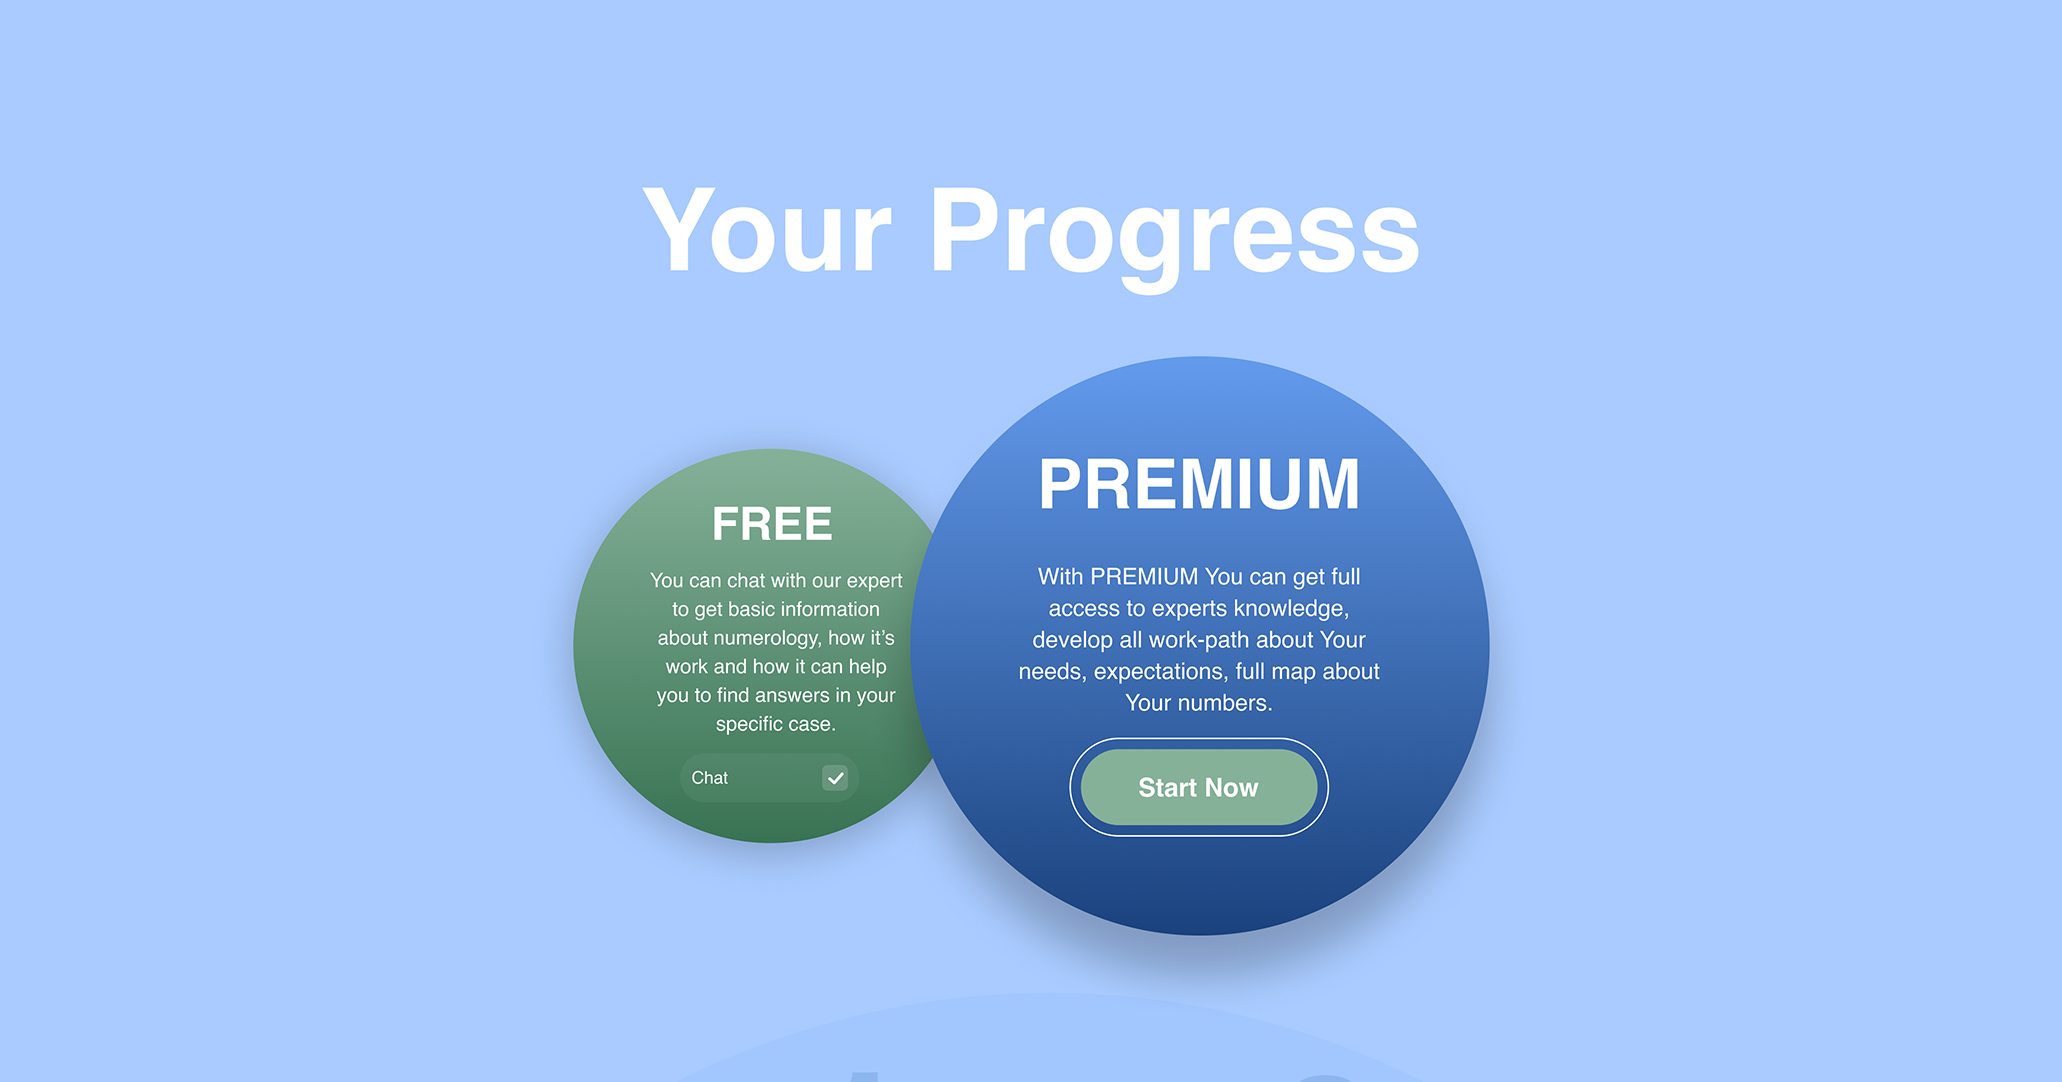 Your Progress
FREE
You can chat with our expert
to get basic information
about numerology, how it’s
work and how it can help
you to find answers in your
specific case.
Chat
PREMIUM
With PREMIUM You can get full
access to experts knowledge,
develop all work-path about Your
needs, expectations, full map about
Your numbers.
Start Now